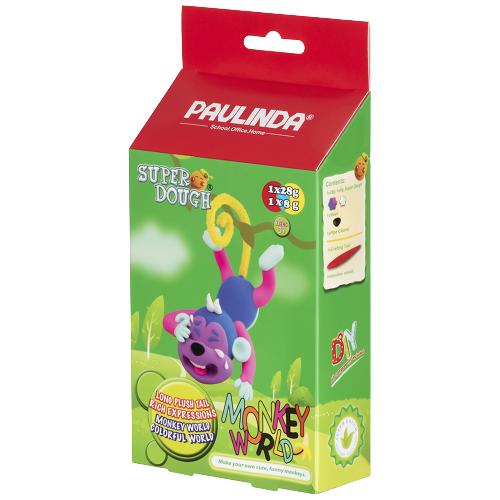 PAULINDA®
School.Office.Home
SUPER
DOUGH®
1x28g
1x8g
LONG PLUSH TAIL
RICH EXPRESSIONS
MONKEY WORLD
COLORFUL WORLD
MONKEY
WORLD
Make your own cute, funny monkeys.
Contents:
DIY